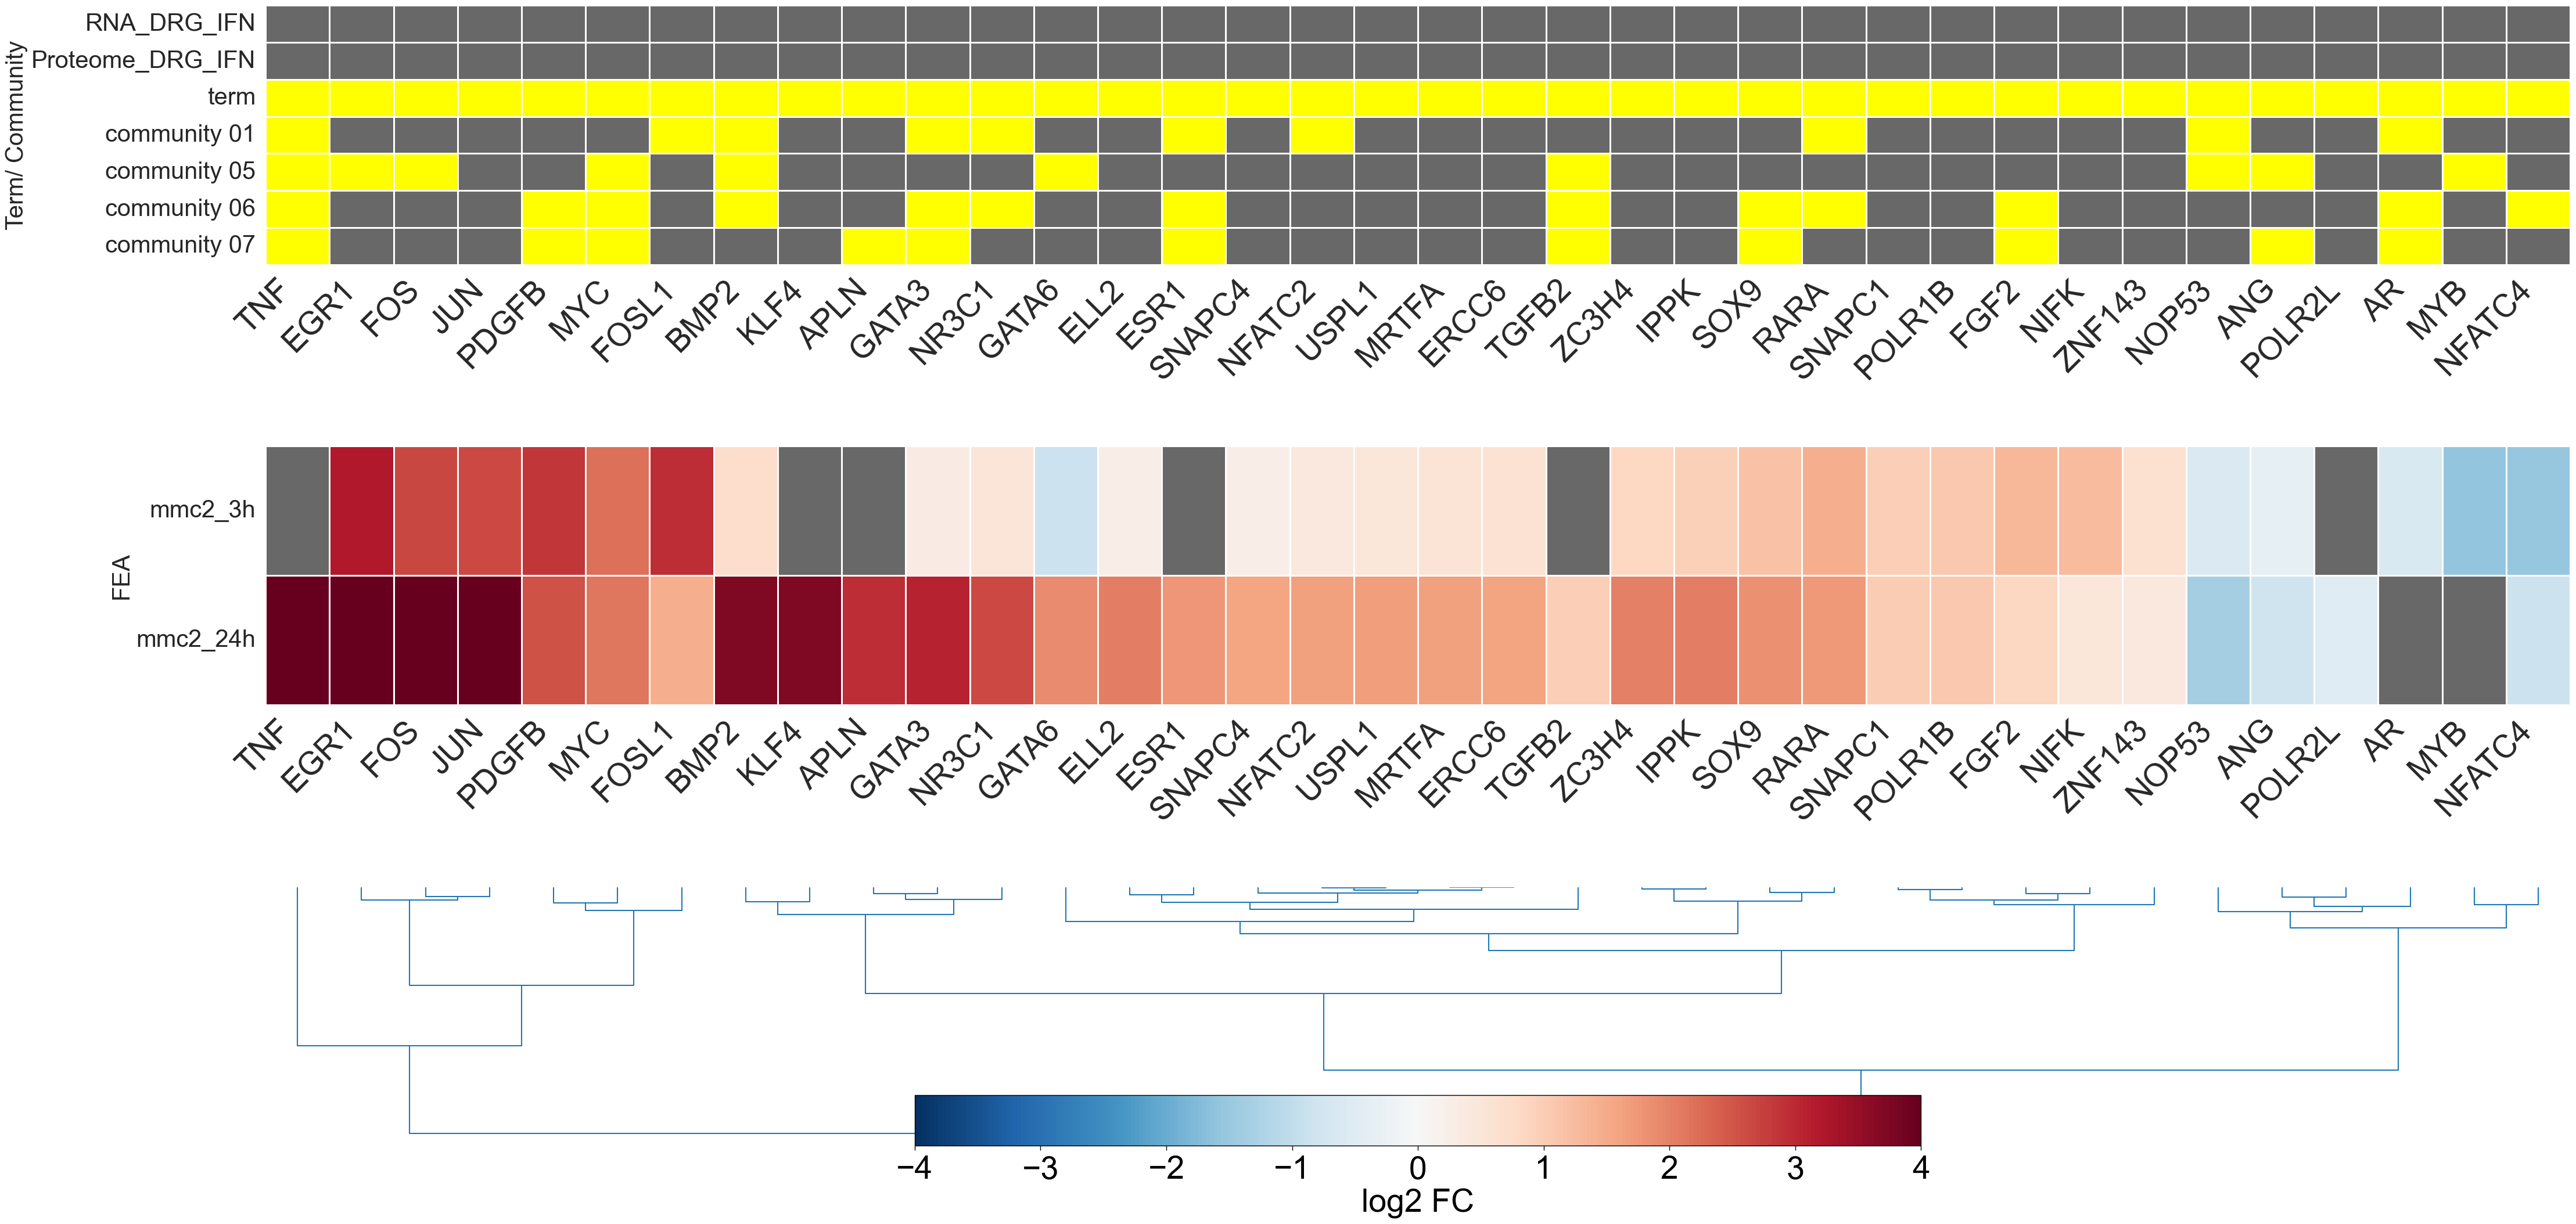 Term/ Community
RNA_DRG_IFN
Proteome_DRG_IFN
term
community 01
community 05
community 06
community 07
TNF EGR1 FOS JUN PDGFB MYC FOSL1 BMP2 KLF4 APLN GATA3 NR3C1 GATA6 ELL2 ESR1 SNAPC4 NFATC2 USPL1 MRTFA ERCC6 TGFB2 ZC3H4 IPPK SOX9 RARA SNAPC1 POLR1B FGF2 NIFK ZNF143 NOP53 ANG POLR2L AR MYB NFATC4
FEA
mmc2_3h
mmc2_24h
TNF EGR1 FOS JUN PDGFB MYC FOSL1 BMP2 KLF4 APLN GATA3 NR3C1 GATA6 ELL2 ESR1 SNAPC4 NFATC2 USPL1 MRTFA ERCC6 TGFB2 ZC3H4 IPPK SOX9 RARA SNAPC1 POLR1B FGF2 NIFK ZNF143 NOP53 ANG POLR2L AR MYB NFATC4
−4 −3 −2 −1 0 1 2 3 4
log2 FC